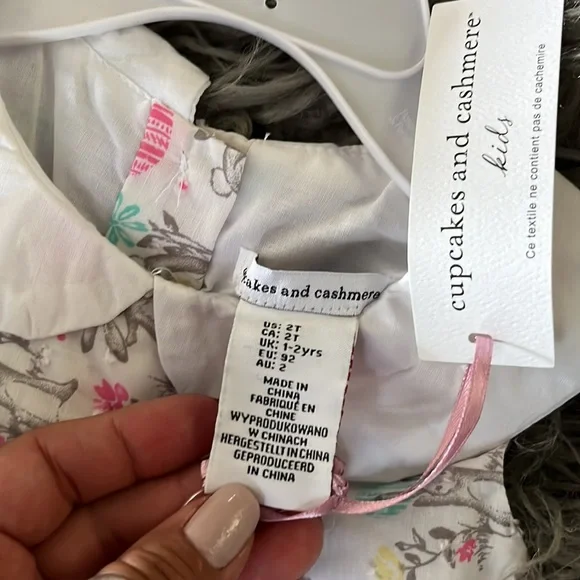 cupcakes and cashmere
kids
Ce textile ne contient pas de cachemire
cakes and cashmere
US: 2T
CA: 2T
UK: 1-2yrs
EU: 92
AU: 2
MADE IN
CHINA
FABRIQUÉ EN
CHINE
WYPRODUKOWANO
W CHINACH
HERGESTELLT IN CHINA
GEPRODUCEERD
IN CHINA